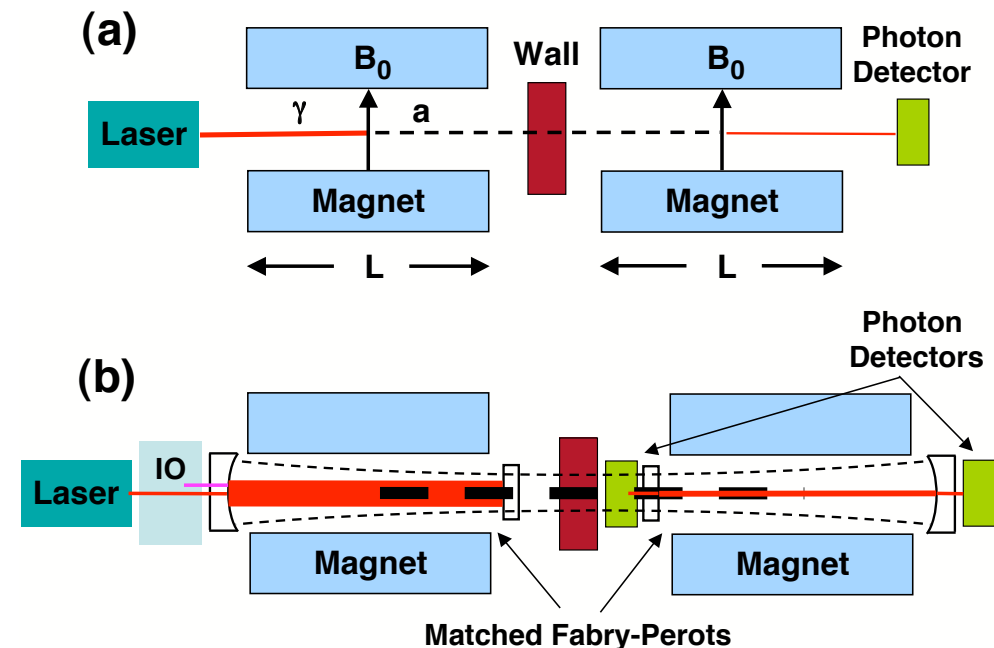 (a)
B₀
Wall
B₀
Photon
Detector
Laser
γ
a
Magnet
Magnet
L
L
Photon
Detectors
(b)
IO
Laser
Magnet
Magnet
Matched Fabry-Perots